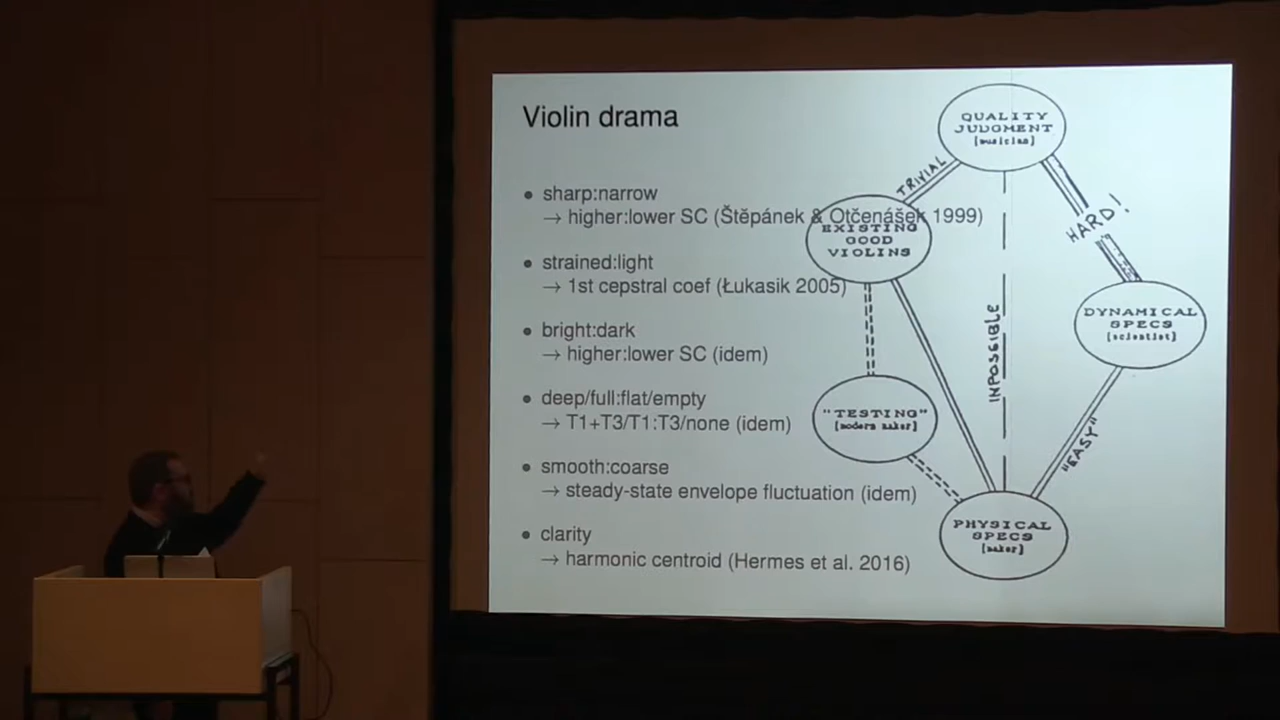 Violin drama
• sharp:narrow
→ higher:lower SC (Štěpánek & Otčenášek 1999)
• strained:light
→ 1st cepstral coef (Łukasik 2005)
• bright:dark
→ higher:lower SC (idem)
• deep/full:flat/empty
→ T1+T3/T1:T3/none (idem)
• smooth:coarse
→ steady-state envelope fluctuation (idem)
• clarity
→ harmonic centroid (Hermes et al. 2016)
QUALITY
JUDGMENT
[musician]
TRIVIAL
HARD!
EXISTING
GOOD
VIOLINS
DYNAMICAL
SPECS
[scientist]
IMPOSSIBLE
"TESTING"
[modern maker]
"EASY"
PHYSICAL
SPECS
[maker]